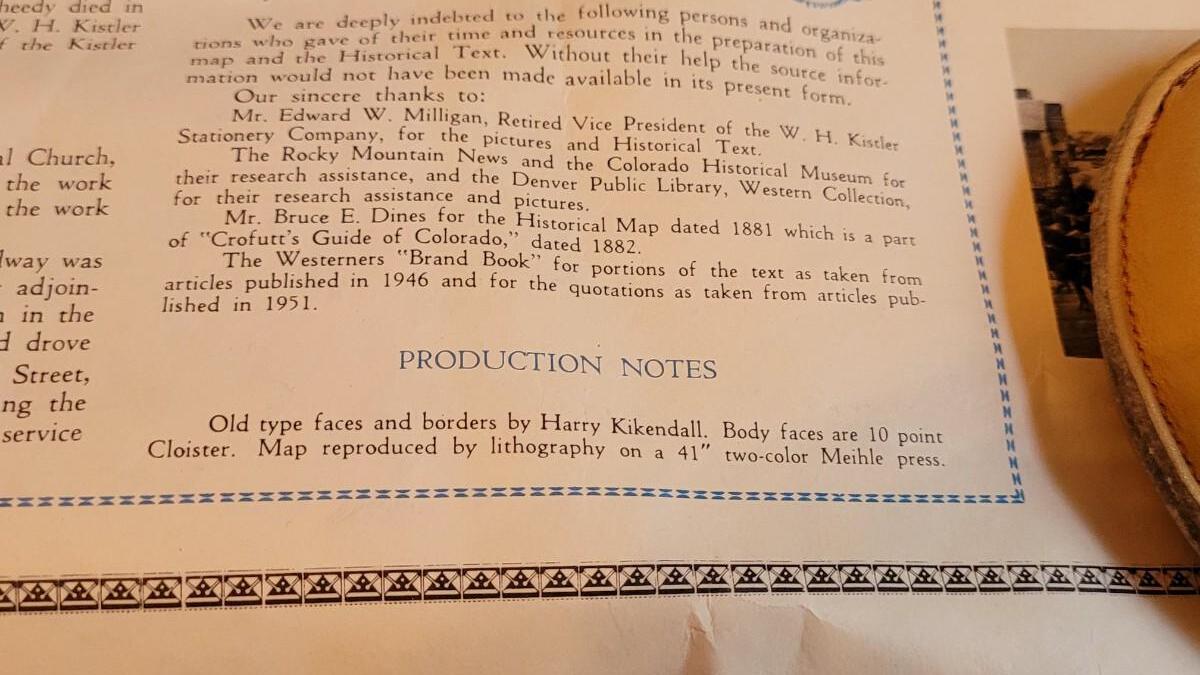 heedy died in
W. H. Kistler
f the Kistler
al Church,
the work
the work
lway was
adjoin-
n in the
d drove
Street,
ng the
service
We are deeply indebted to the following persons and organiza-
tions who gave of their time and resources in the preparation of this
map and the Historical Text. Without their help the source infor-
mation would not have been made available in its present form.
Our sincere thanks to:
Mr. Edward W. Milligan, Retired Vice President of the W. H. Kistler
Stationery Company, for the pictures and Historical Text.
The Rocky Mountain News and the Colorado Historical Museum for
their research assistance, and the Denver Public Library, Western Collection,
for their research assistance and pictures.
Mr. Bruce E. Dines for the Historical Map dated 1881 which is a part
of "Crofutt's Guide of Colorado," dated 1882.
The Westerners "Brand Book" for portions of the text as taken from
articles published in 1946 and for the quotations as taken from articles pub-
lished in 1951.
PRODUCTION NOTES
Old type faces and borders by Harry Kikendall. Body faces are 10 point
Cloister. Map reproduced by lithography on a 41" two-color Meihle press.